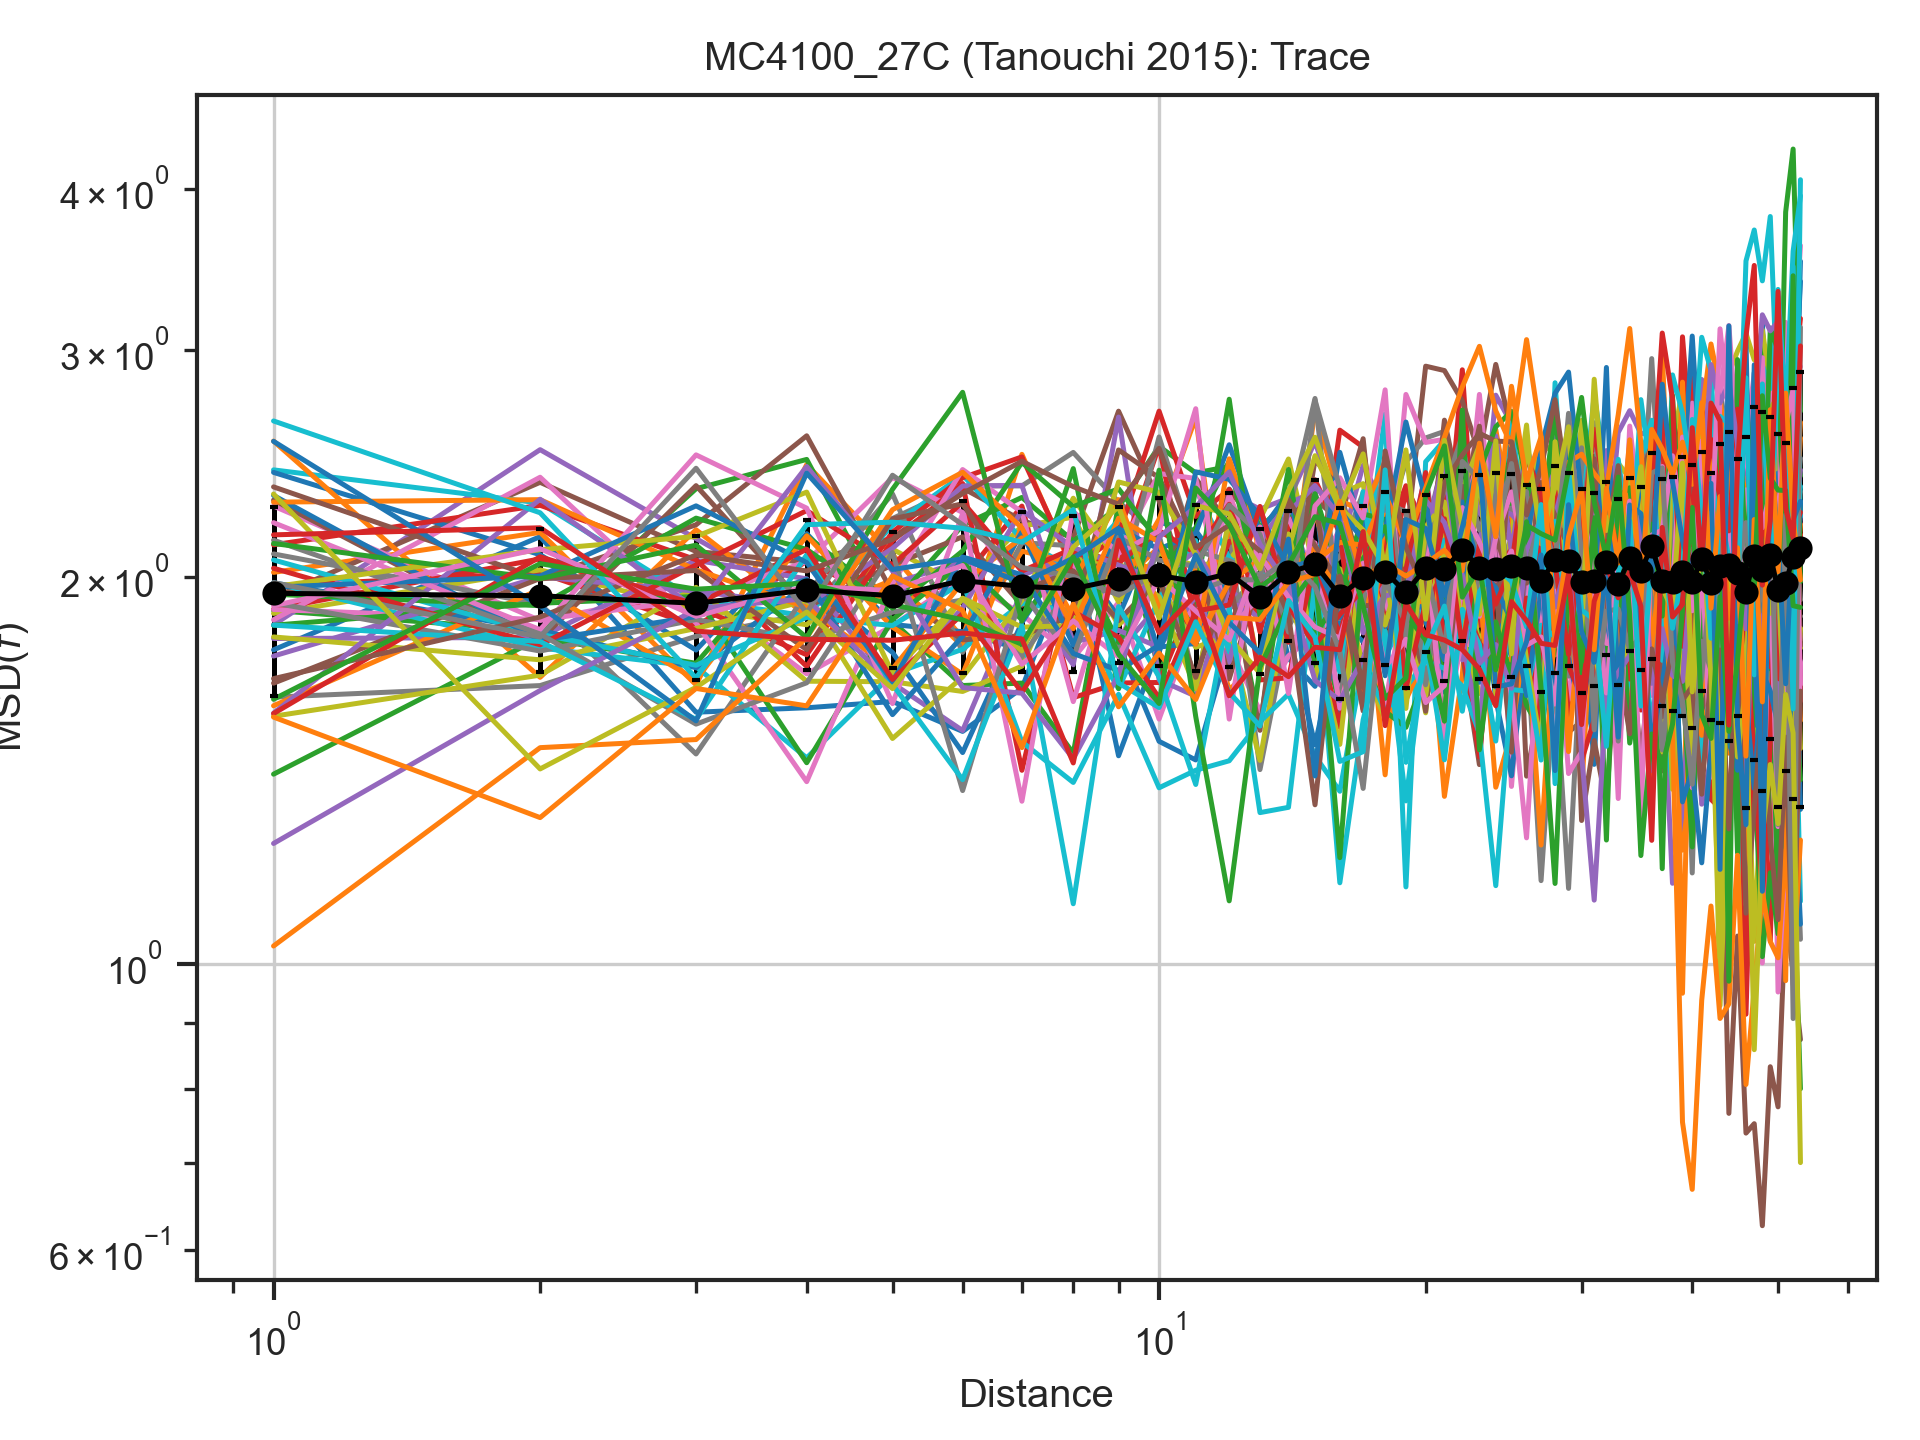 MC4100_27C (Tanouchi 2015): Trace
4 × 10⁰
3 × 10⁰
2 × 10⁰
10⁰
6 × 10⁻¹
MSD(f)
10⁰ 10¹
Distance